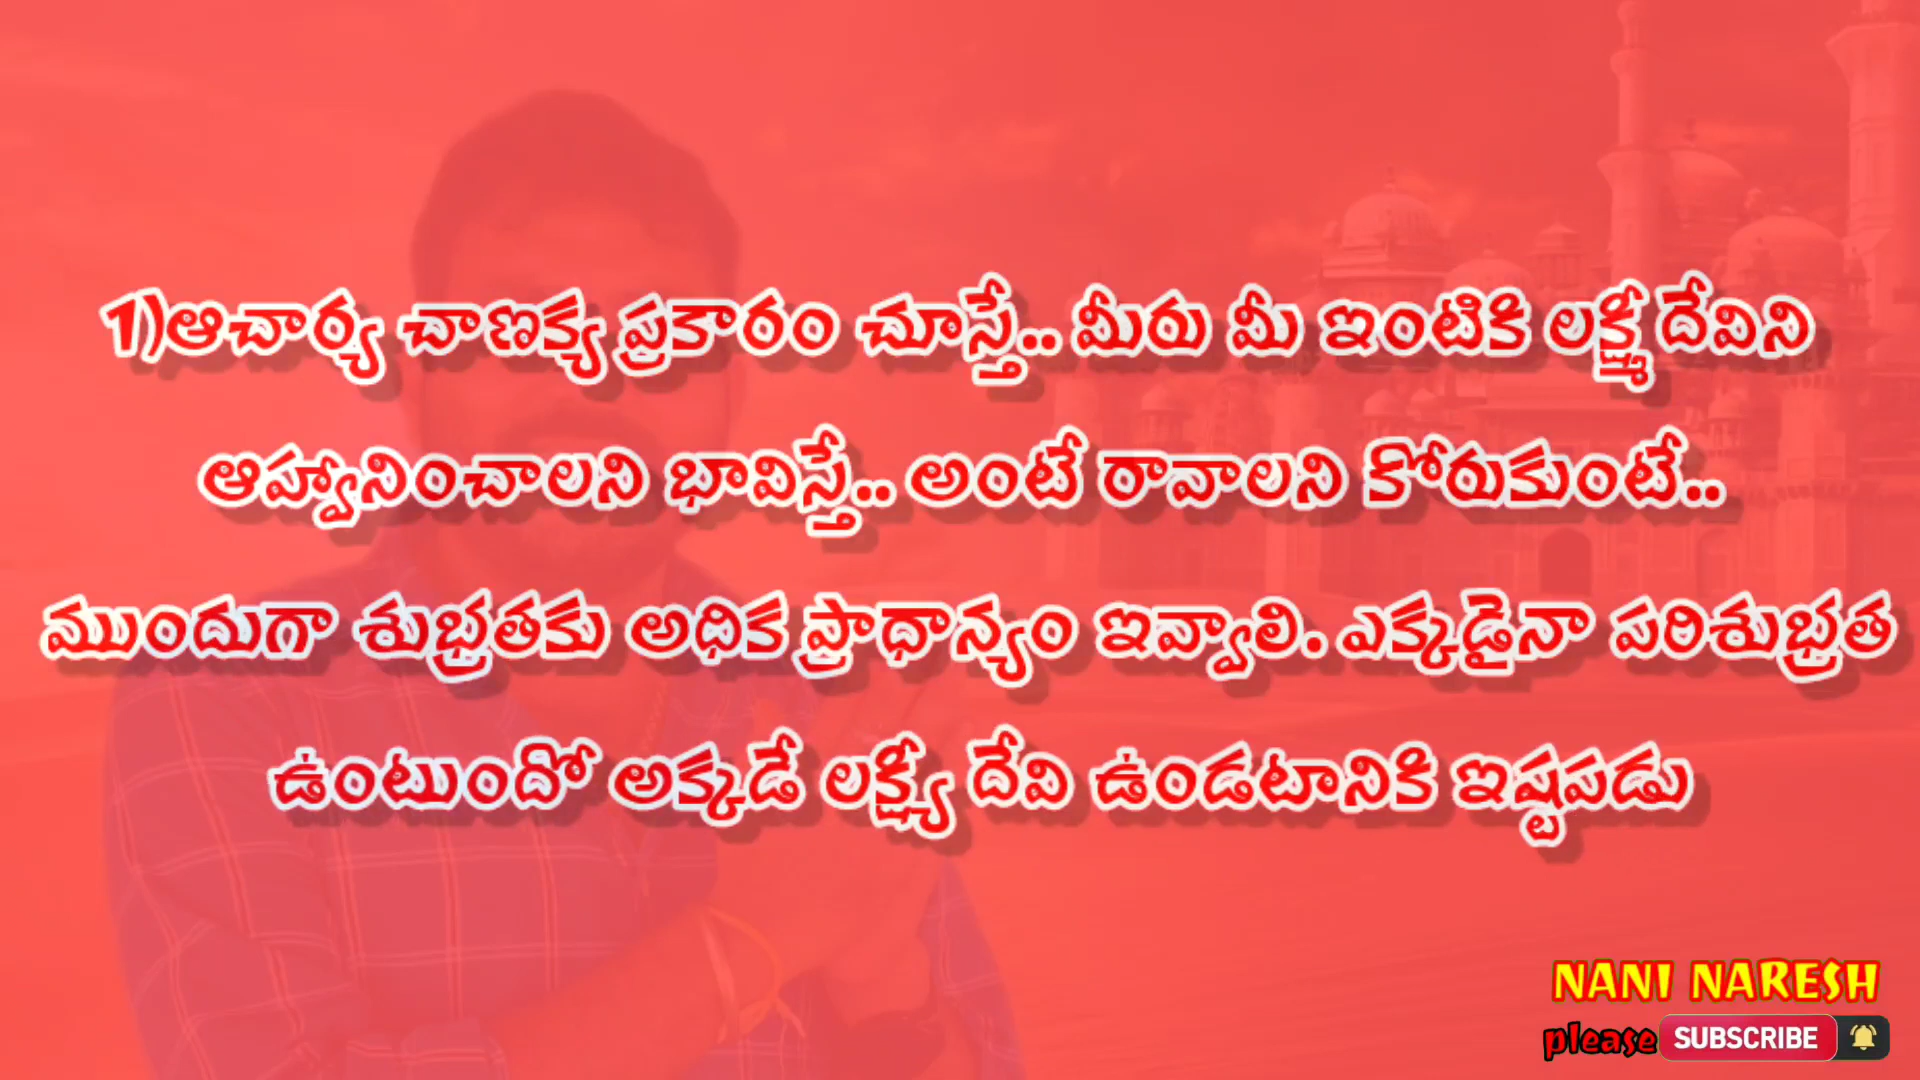 1)ఆచార్య చాణక్య ప్రకారం చూస్తే.. మీరు మీ ఇంటికి లక్ష్మీ దేవిని
ఆహ్వానించాలని భావిస్తే.. అంటే రావాలని కోరుకుంటే..
ముందుగా శుభ్రతకు అధిక ప్రాధాన్యం ఇవ్వాలి. ఎక్కడైనా పరిశుభ్రత
ఉంటుందో అక్కడే లక్ష్మీ దేవి ఉండటానికి ఇష్టపడు
NANI NARESH
please SUBSCRIBE